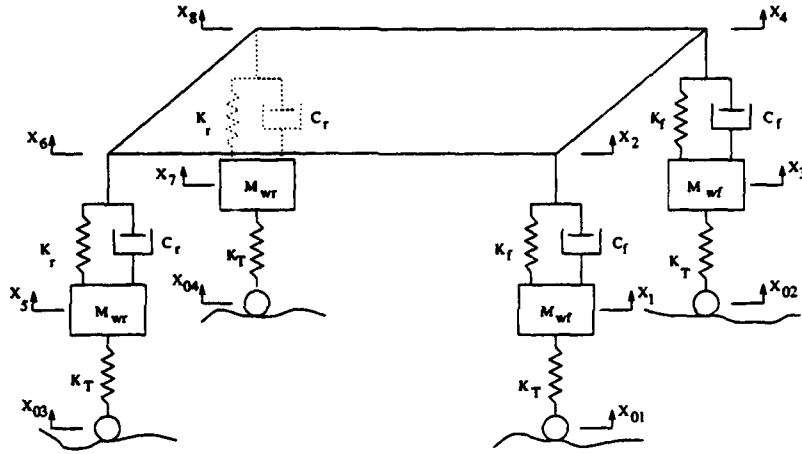 X8
X4
Kr
Cr
Kf
Cf
X6
X2
X7
Mwr
X3
Mwf
Kr
Cr
Kf
Cf
KT
KT
X5
X04
X02
Mwr
Mwf
X1
KT
KT
X03
X01